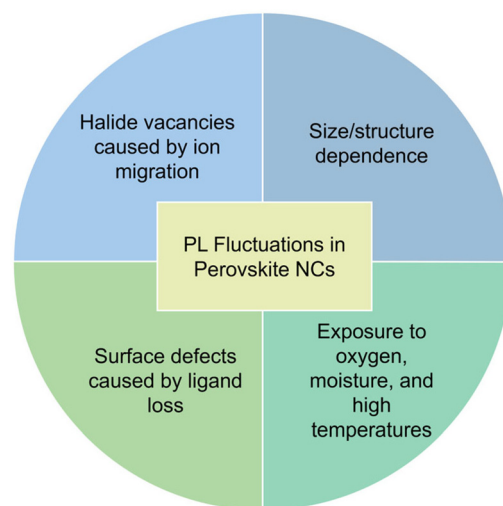 Halide vacancies
caused by ion
migration
Size/structure
dependence
PL Fluctuations in
Perovskite NCs
Surface defects
caused by ligand
loss
Exposure to
oxygen,
moisture, and
high
temperatures